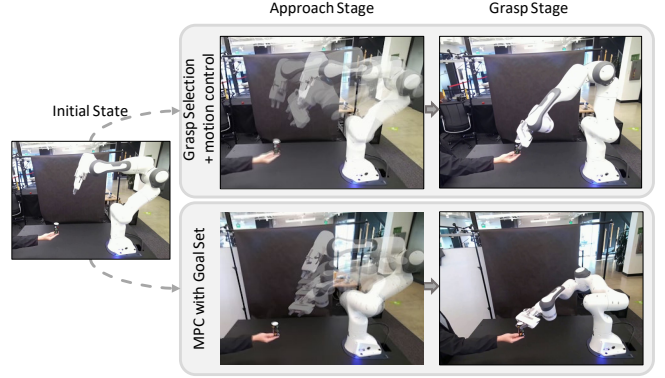 Approach Stage
Grasp Stage
Initial State
Grasp Selection
+ motion control
MPC with Goal Set